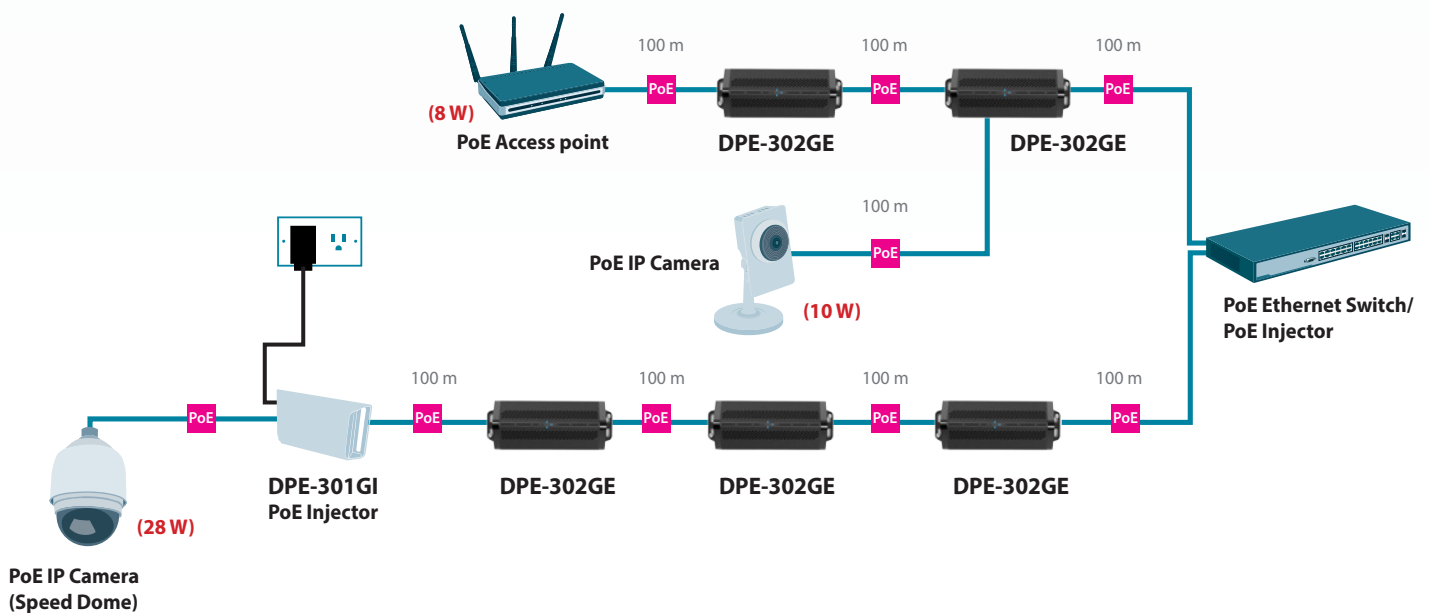 100 m
100 m
100 m
PoE
PoE
PoE
(8 W)
PoE Access point
DPE-302GE
DPE-302GE
100 m
PoE IP Camera
PoE
(10 W)
PoE Ethernet Switch/
PoE Injector
100 m
100 m
100 m
100 m
PoE
PoE
PoE
PoE
PoE
DPE-301GI
PoE Injector
DPE-302GE
DPE-302GE
DPE-302GE
(28 W)
PoE IP Camera
(Speed Dome)